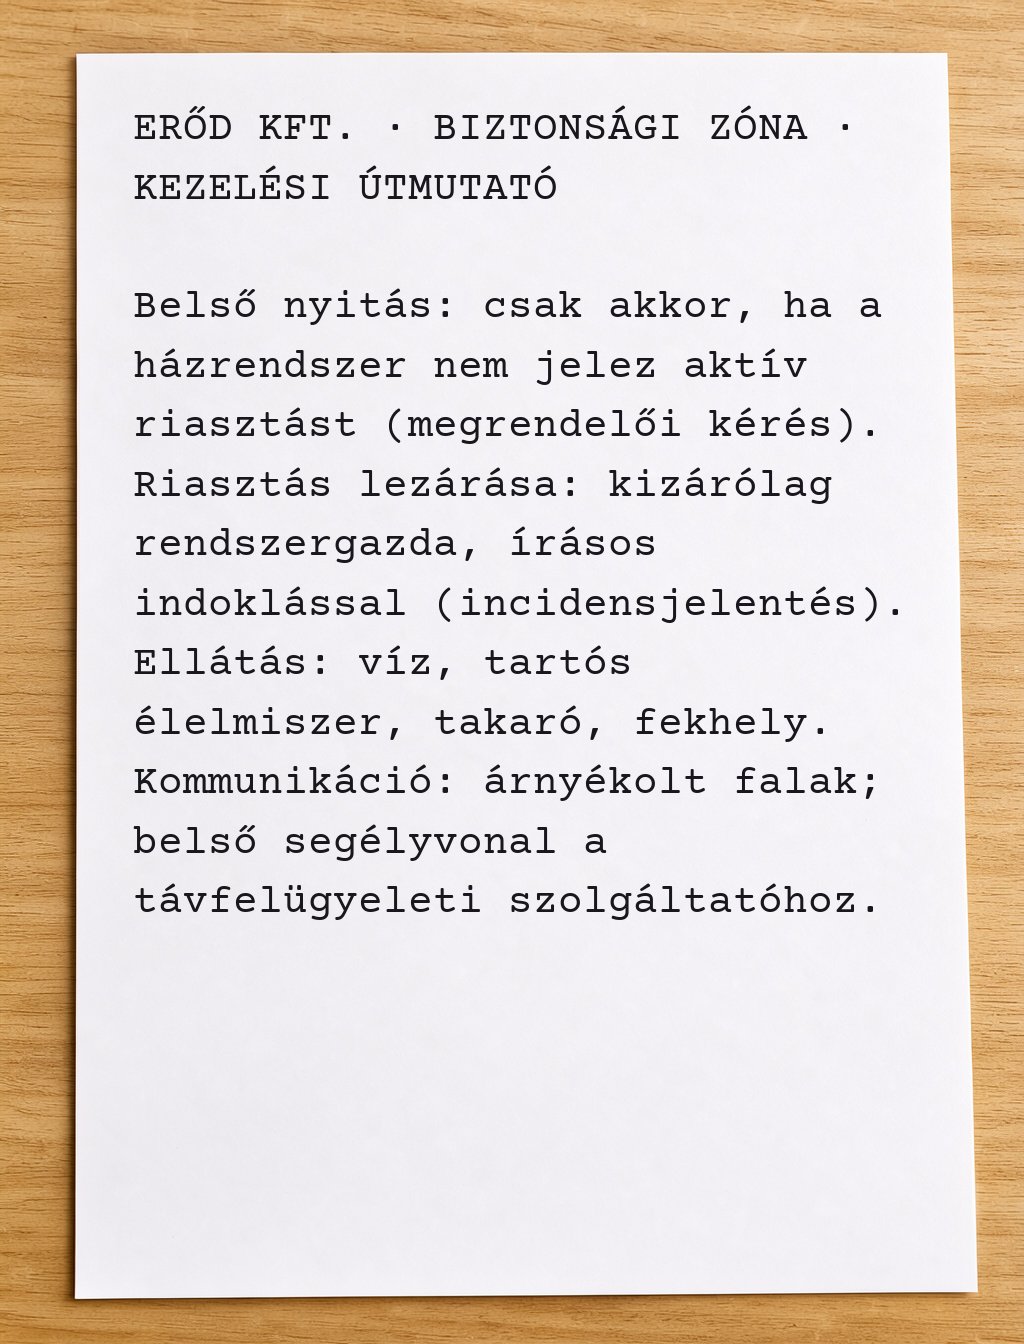 ERŐD KFT. · BIZTONSÁGI ZÓNA ·
KEZELÉSI ÚTMUTATÓ
Belső nyitás: csak akkor, ha a
házrendszer nem jelez aktív
riasztást (megrendelői kérés).
Riasztás lezárása: kizárólag
rendszergazda, írásos
indoklással (incidensjelentés).
Ellátás: víz, tartós
élelmiszer, takaró, fekhely.
Kommunikáció: árnyékolt falak;
belső segélyvonal a
távfelügyeleti szolgáltatóhoz.